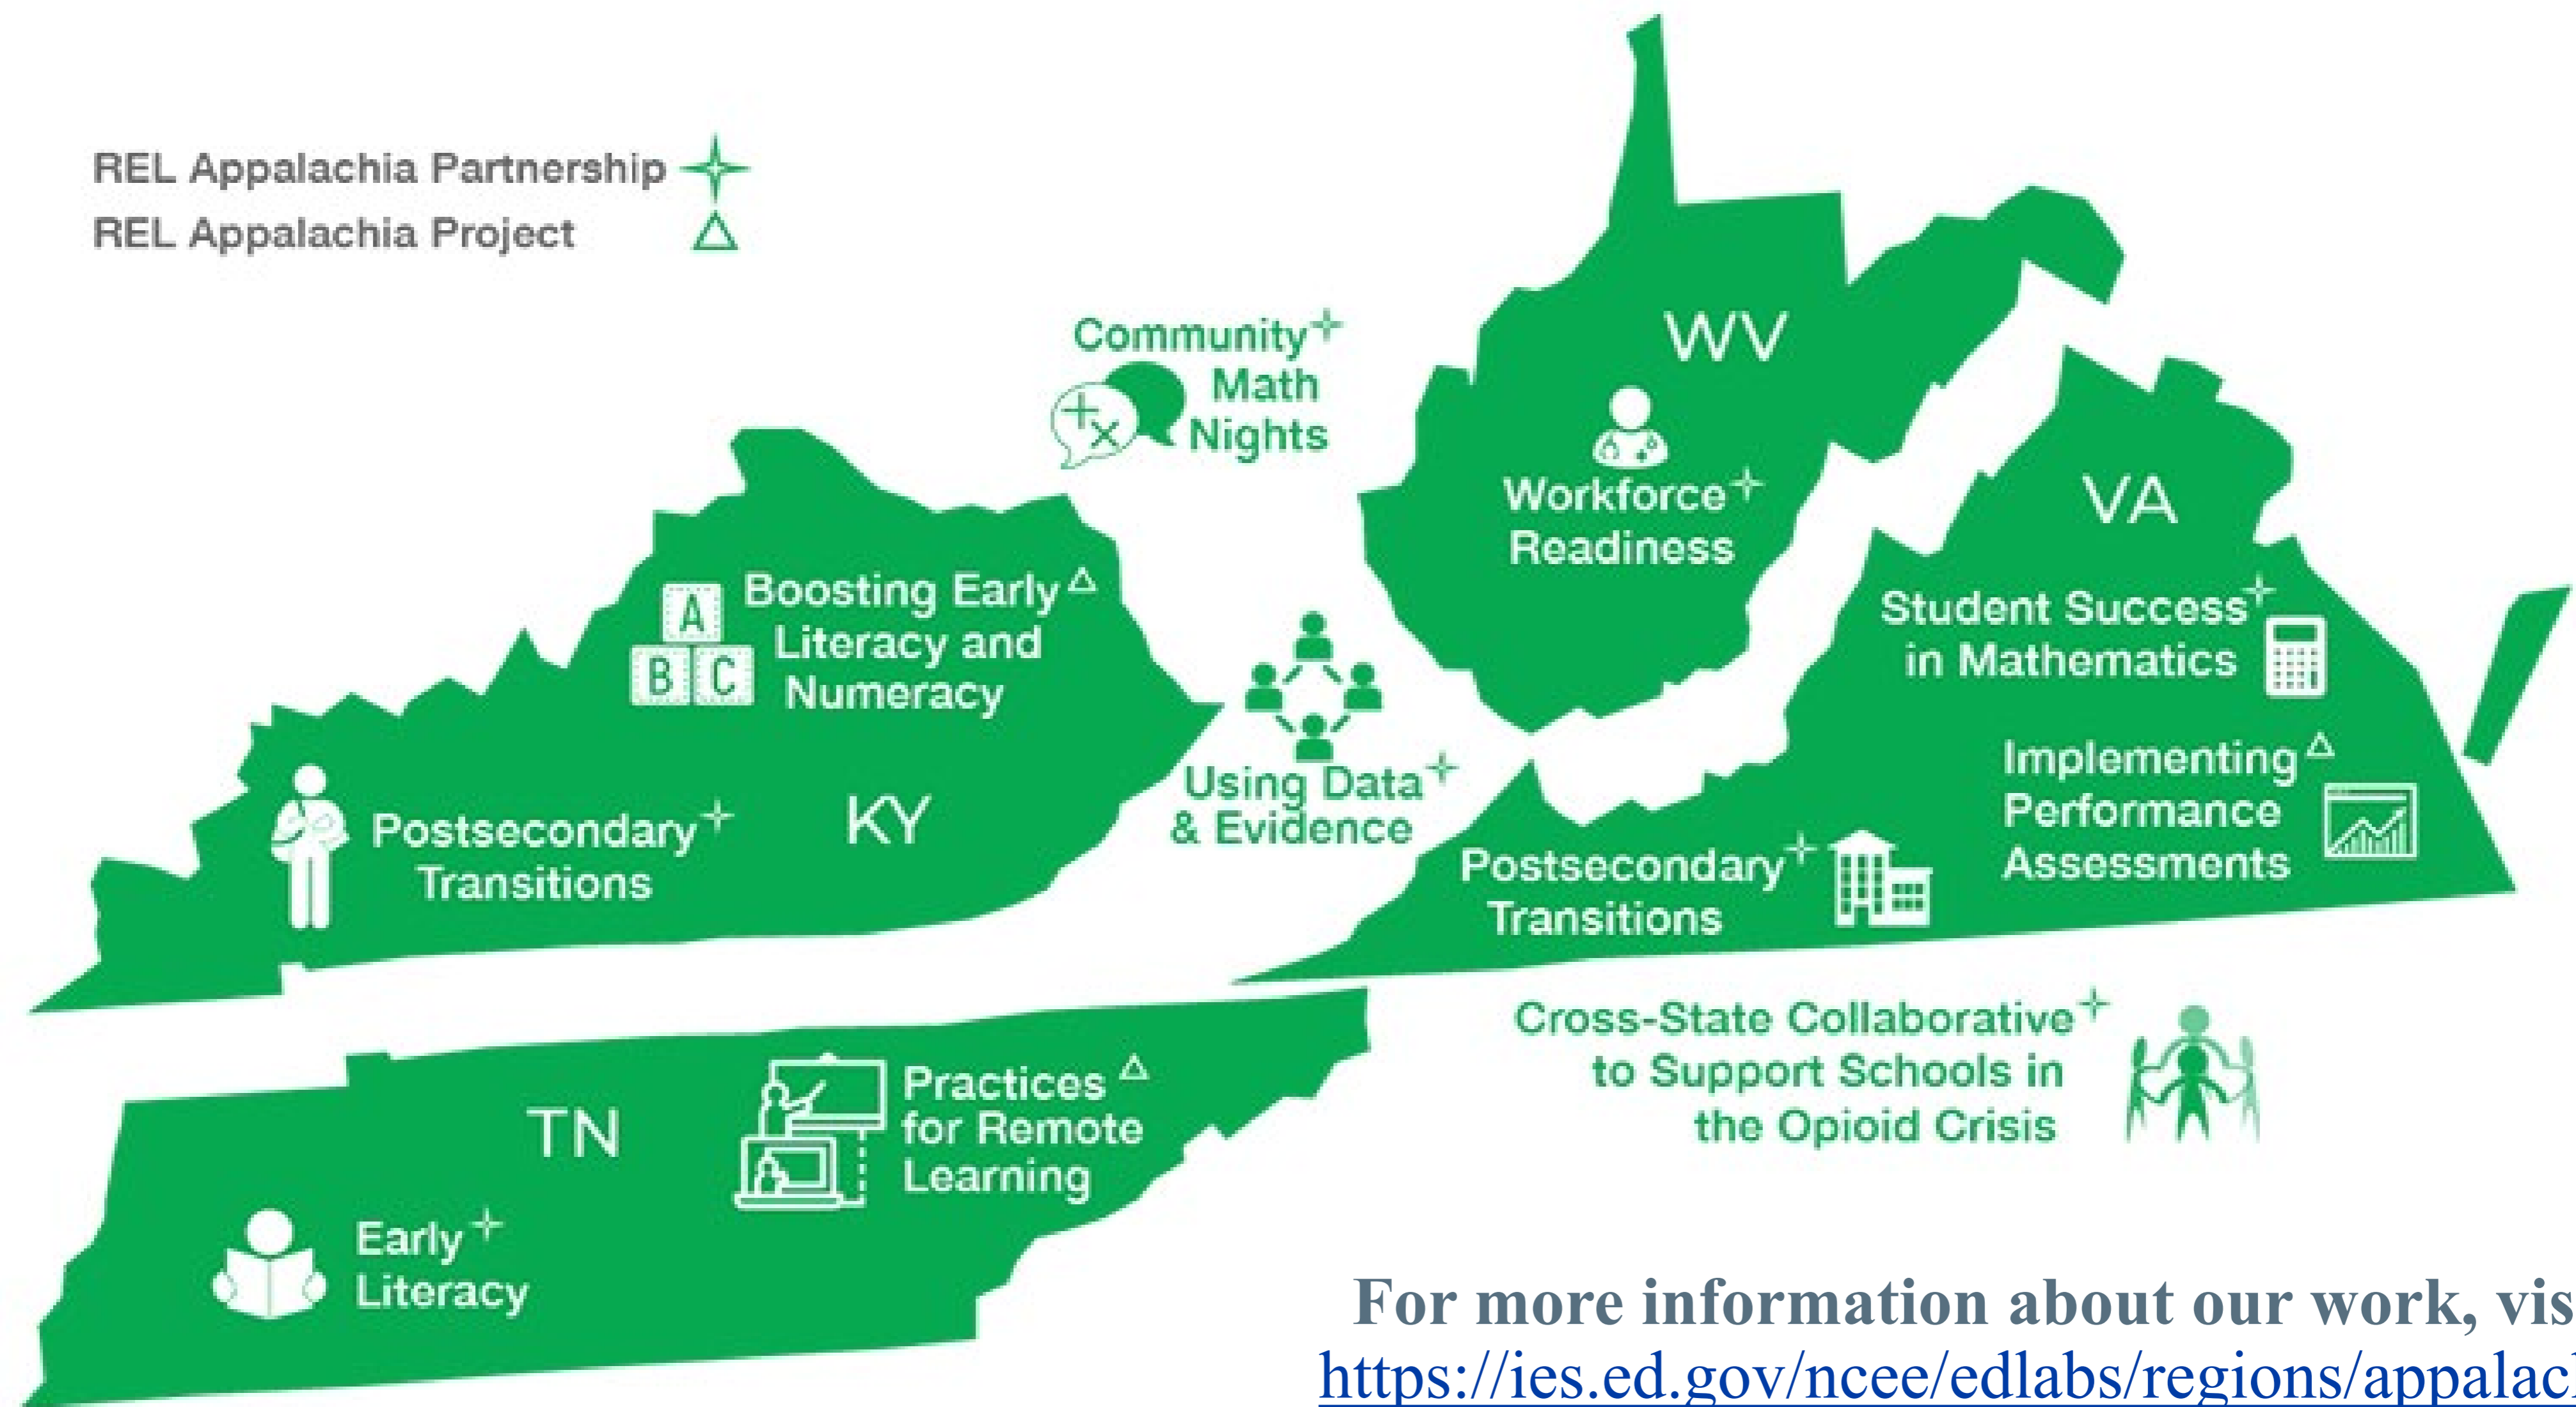 REL Appalachia Partnership
REL Appalachia Project
Community
Math
Nights
WV
Workforce
Readiness
VA
Student Success
in Mathematics
Implementing
Performance
Assessments
Postsecondary
Transitions
A
B C
Boosting Early
Literacy and
Numeracy
Postsecondary
Transitions
KY
Using Data
& Evidence
TN
Practices
for Remote
Learning
Early
Literacy
Cross-State Collaborative
to Support Schools in
the Opioid Crisis
For more information about our work, vis
https://ies.ed.gov/ncee/edlabs/regions/appalach